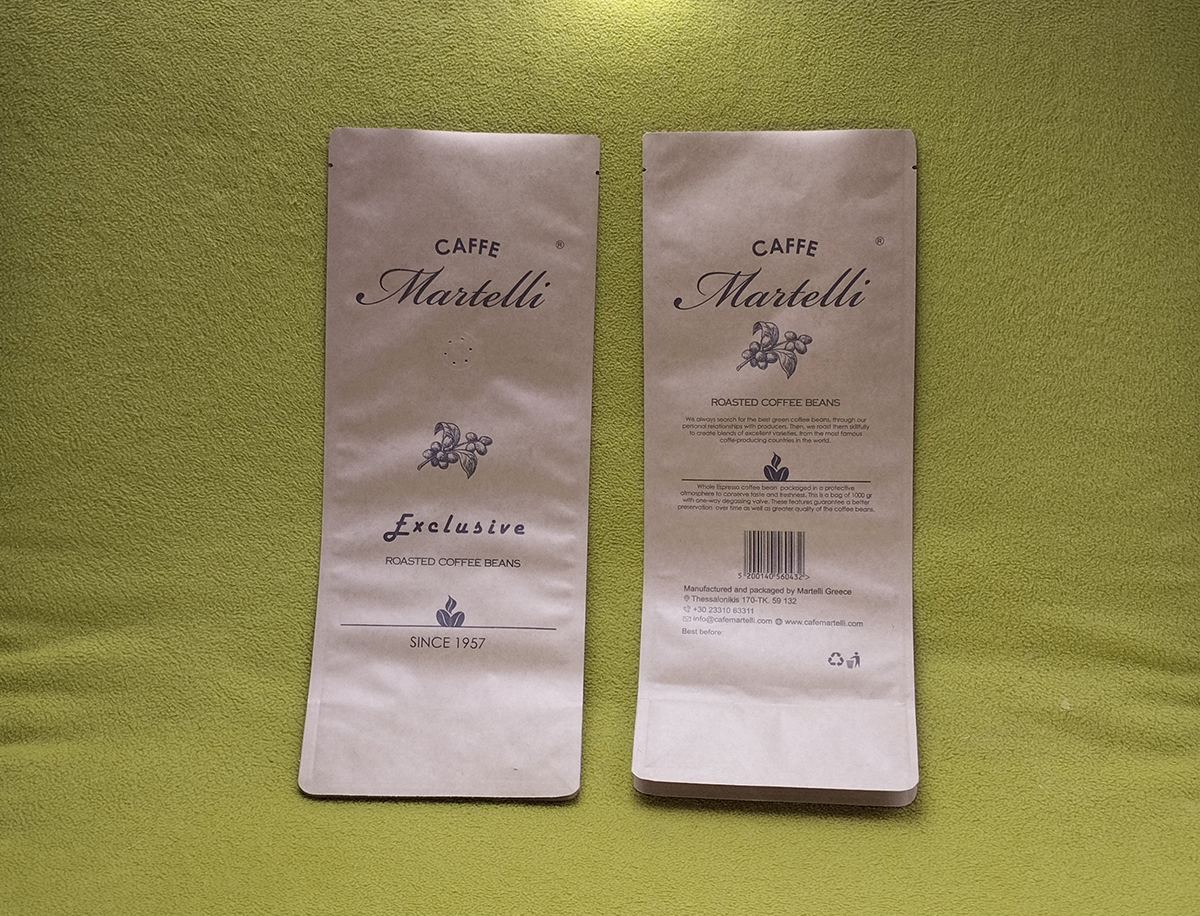 CAFFE ®
Martelli
Exclusive
ROASTED COFFEE BEANS
SINCE 1957
CAFFE ®
Martelli
ROASTED COFFEE BEANS
We always search for the best green coffee beans, through our
personal relationships with producers. Then, we roast them skillfully
to create blends of excellent varieties, from the most famous
coffe-producing countries in the world.
Whole Espresso coffee bean packaged in a protective
atmosphere to conserve taste and freshness. This is a bag of 1000 gr
with one-way degassing valve. These features guarantee a better
preservation over time as well as greater quality of the coffee beans.
5 200140 560432 >
Manufactured and packaged by Martelli Greece
Thessalonikis 170-TK. 59 132
+30 23310 63311
info@cafemartelli.com www.cafemartelli.com
Best before: